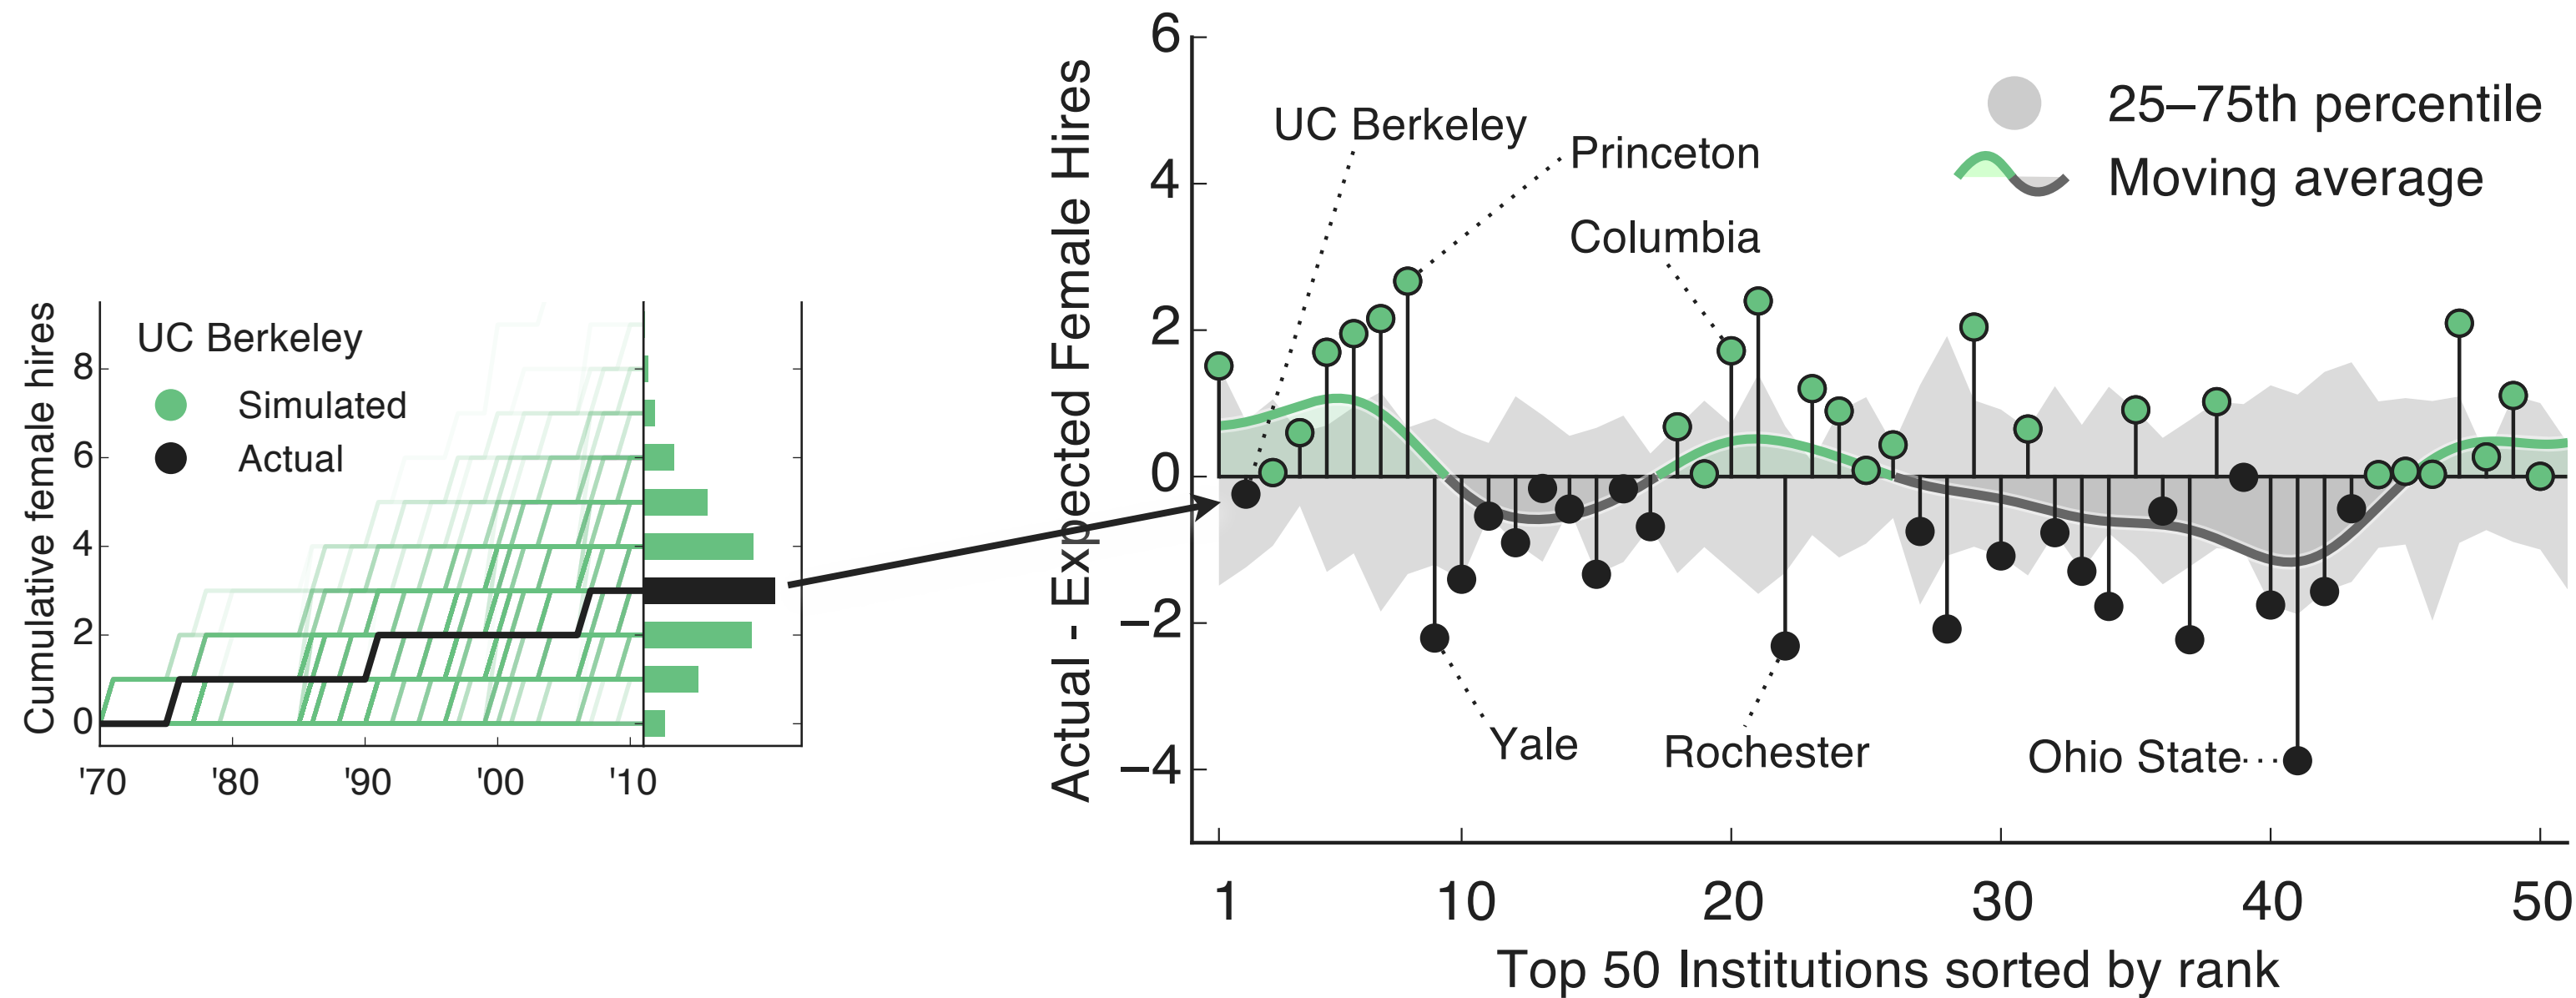 UC Berkeley
Simulated
Actual
Cumulative female hires
8
6
4
2
0
'70 '80 '90 '00 '10
Actual - Expected Female Hires
6
4
2
0
−2
−4
UC Berkeley
Princeton
Columbia
25–75th percentile
Moving average
Yale
Rochester
Ohio State
1 10 20 30 40 50
Top 50 Institutions sorted by rank